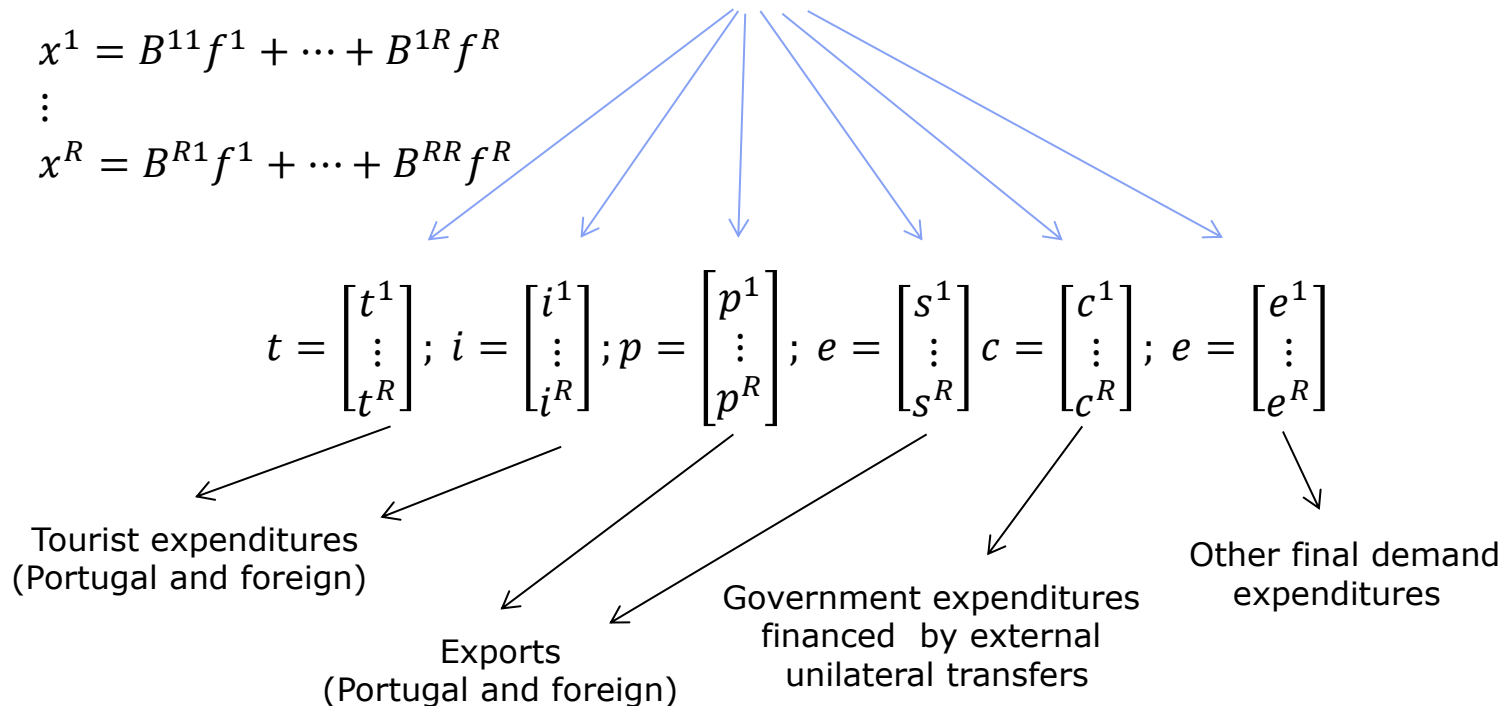 x¹ = B¹¹f¹ + ⋯ + B¹ᴿfᴿ
⋮
xᴿ = Bᴿ¹f¹ + ⋯ + Bᴿᴿfᴿ
t = [t¹ ⋮ tᴿ]; i = [i¹ ⋮ iᴿ]; p = [p¹ ⋮ pᴿ]; e = [s¹ ⋮ sᴿ] c = [c¹ ⋮ cᴿ]; e = [e¹ ⋮ eᴿ]
Tourist expenditures
(Portugal and foreign)
Exports
(Portugal and foreign)
Government expenditures
financed by external
unilateral transfers
Other final demand
expenditures